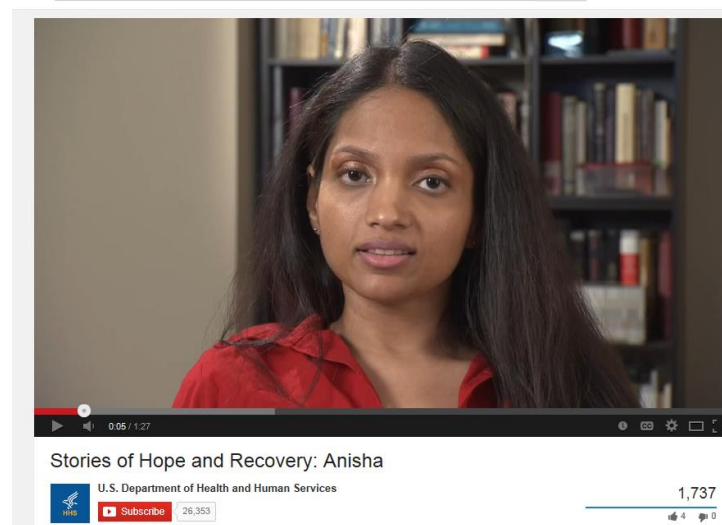 0:05 / 1:27
CC
Stories of Hope and Recovery: Anisha
U.S. Department of Health and Human Services
HHS
Subscribe 26,353
1,737
4 0